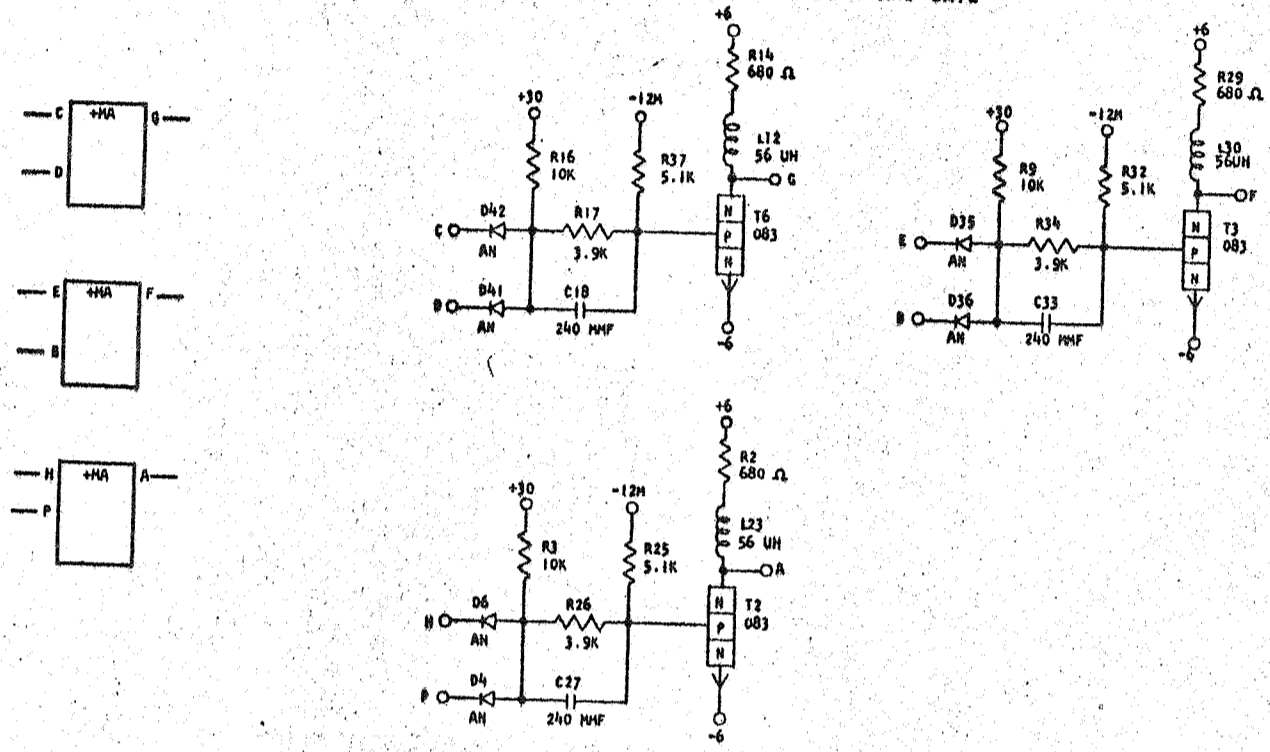 C +MA G
D
E +MA F
B
H +MA A
P
+6
R14
680 Ω
+30
-12M
R16
10K
R37
5.1K
L12
56 UH
G
C
D42
AN
R17
3.9K
N
P
N
T6
083
D
D41
AN
C18
240 MMF
-6
+6
R29
680 Ω
+30
-12M
R9
10K
R32
5.1K
L30
56UH
F
E
D35
AN
R34
3.9K
N
P
N
T3
083
B
D36
AN
C33
240 MMF
-6
+6
R2
680 Ω
+30
-12M
R3
10K
R25
5.1K
L23
56 UH
A
H
D6
AN
R26
3.9K
N
P
N
T2
083
P
D4
AN
C27
240 MMF
-6